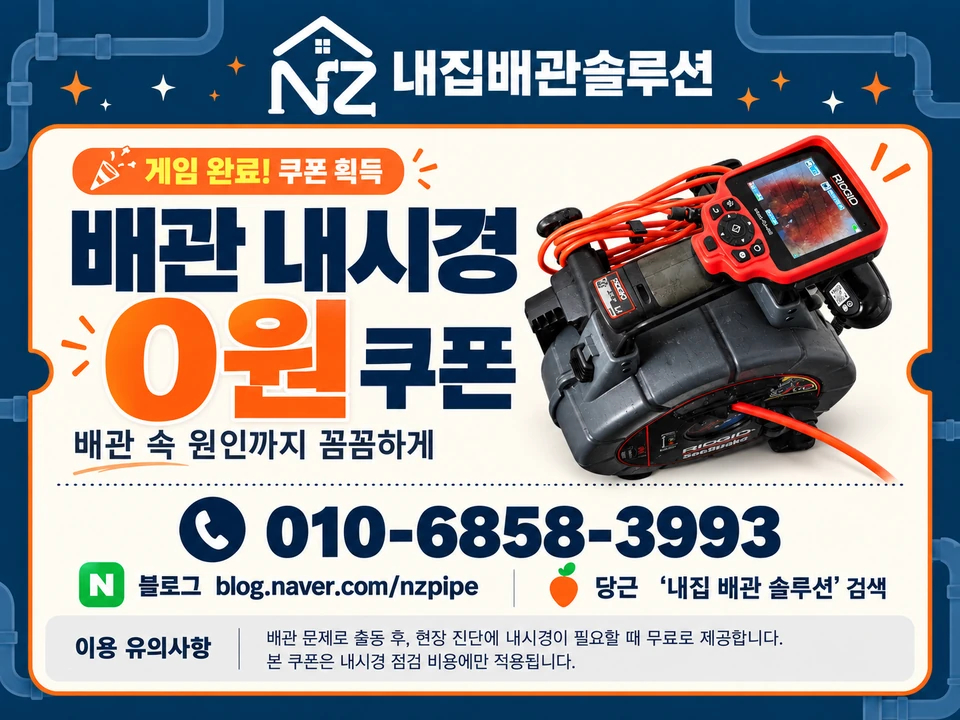 NZ 내집배관솔루션
게임 완료! 쿠폰 획득
배관 내시경
0원 쿠폰
배관 속 원인까지 꼼꼼하게
RIDGID
RIDGID
SeeSnake
010-6858-3993
N 블로그 blog.naver.com/nzpipe
당근 '내집 배관 솔루션' 검색
이용 유의사항
배관 문제로 출동 후, 현장 진단에 내시경이 필요할 때 무료로 제공합니다.
본 쿠폰은 내시경 점검 비용에만 적용됩니다.